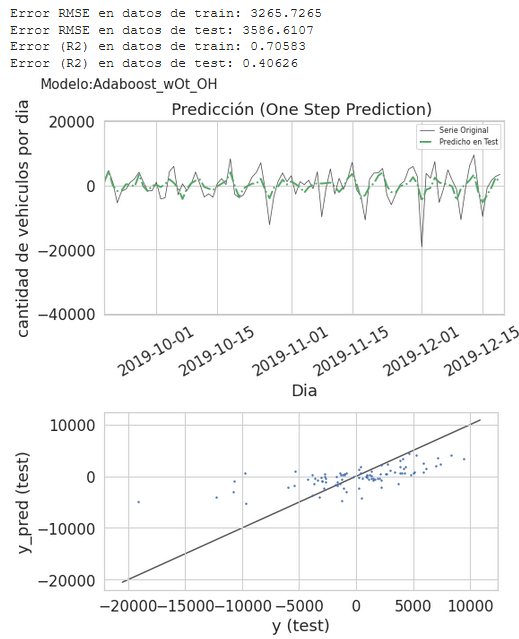 Error RMSE en datos de train: 3265.7265
Error RMSE en datos de test: 3586.6107
Error (R2) en datos de train: 0.70583
Error (R2) en datos de test: 0.40626
Modelo:Adaboost_wOt_OH
Predicción (One Step Prediction)
cantidad de vehiculos por dia
20000
0
−20000
−40000
Serie Original
Predicho en Test
2019-10-01
2019-10-15
2019-11-01
2019-11-15
2019-12-01
2019-12-15
Dia
y_pred (test)
10000
0
−10000
−20000
−20000 −15000 −10000 −5000 0 5000 10000
y (test)